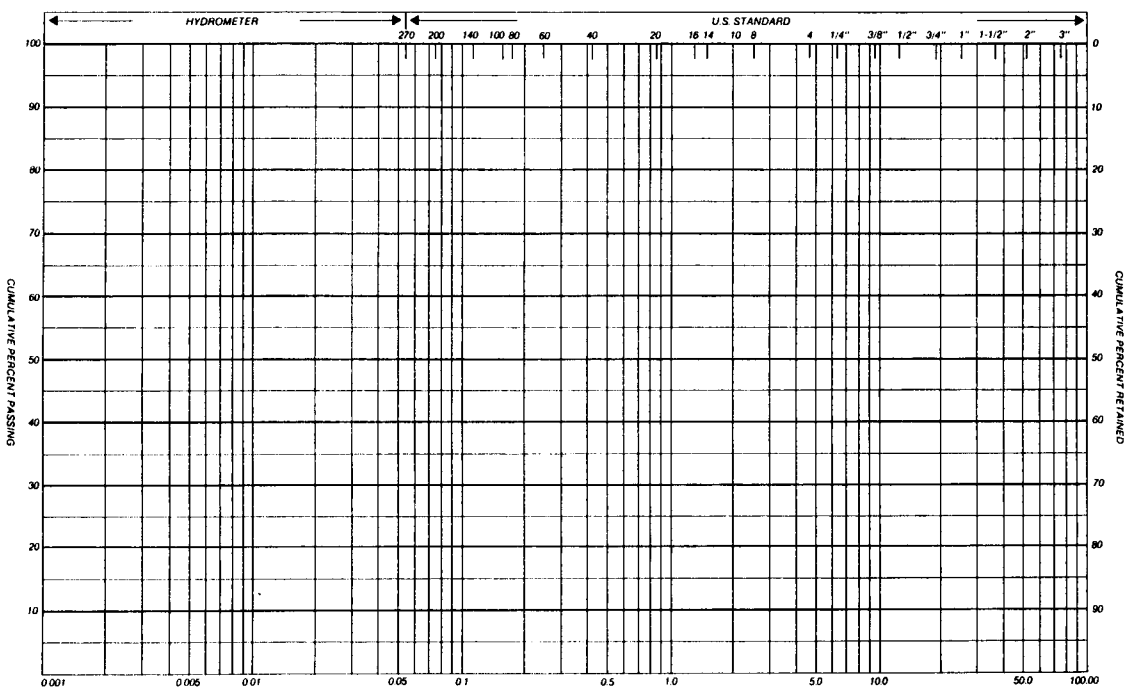 HYDROMETER U.S. STANDARD
270 200 140 100 80 60 40 20 16 14 10 8 4 1/4" 3/8" 1/2" 3/4" 1" 1-1/2" 2" 3"
100 0
90 10
80 20
70 30
60 40
50 50
40 60
30 70
20 80
10 90
CUMULATIVE PERCENT PASSING
CUMULATIVE PERCENT RETAINED
0.001 0.005 0.01 0.05 0.1 0.5 1.0 5.0 10.0 50.0 100.00